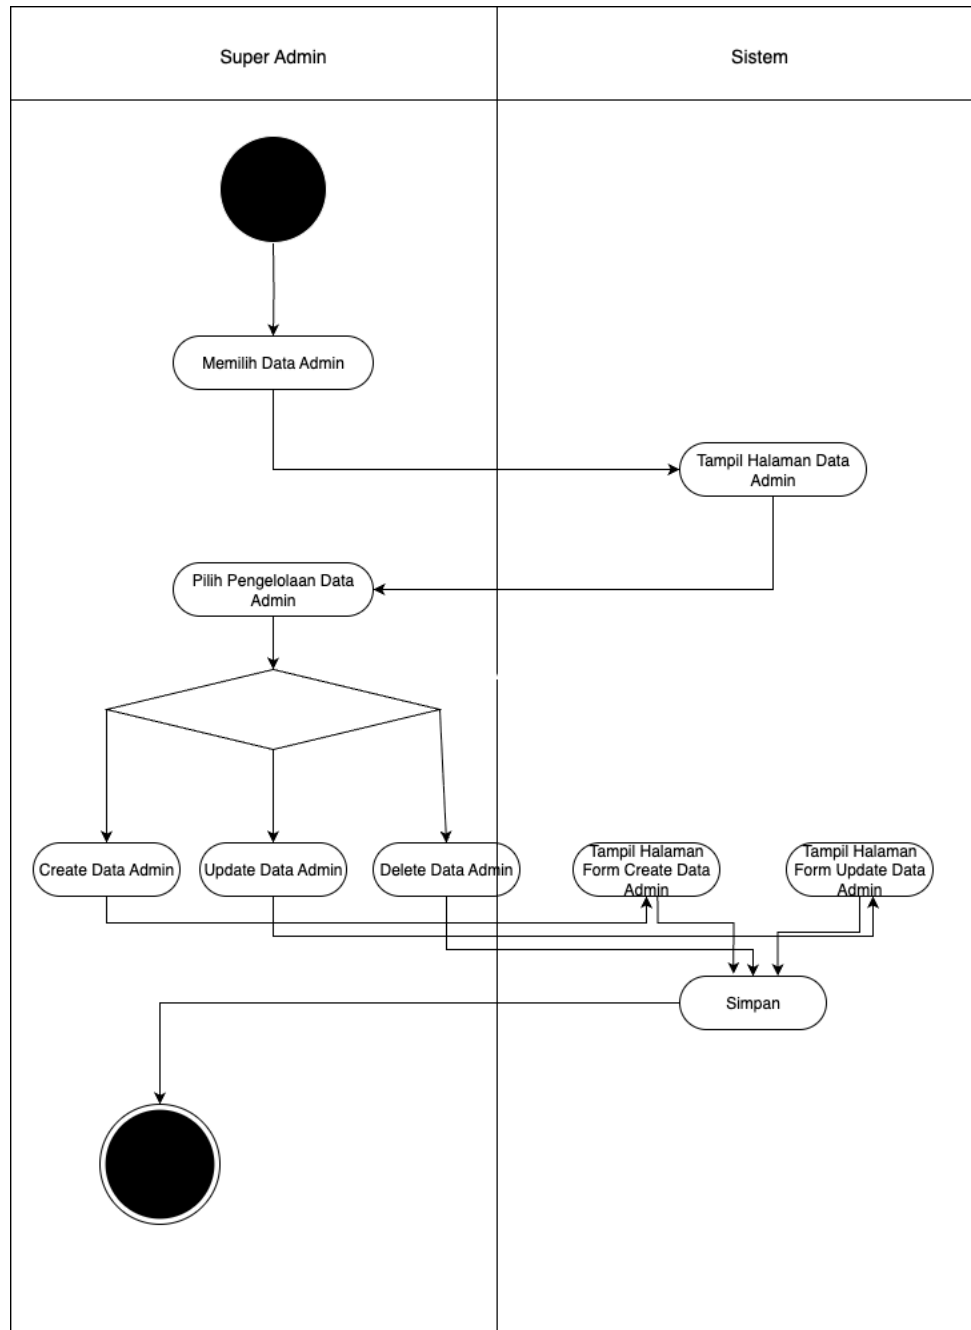 Super Admin
Sistem
Memilih Data Admin
Tampil Halaman Data
Admin
Pilih Pengelolaan Data
Admin
Create Data Admin
Update Data Admin
Delete Data Admin
Tampil Halaman
Form Create Data
Admin
Tampil Halaman
Form Update Data
Admin
Simpan